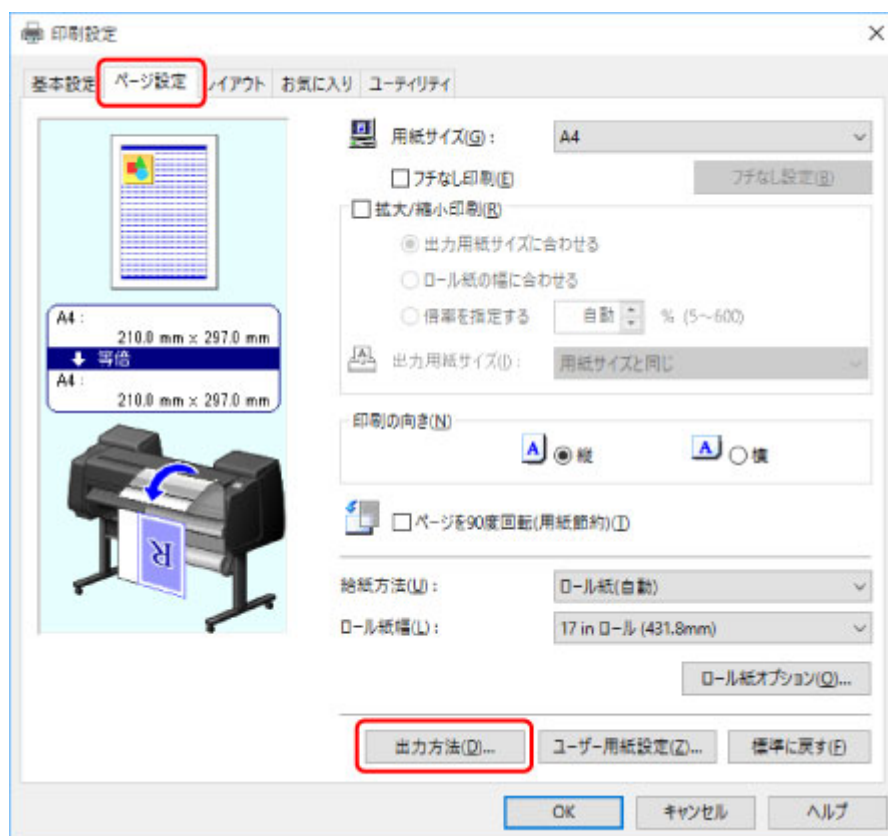 印刷設定
基本設定 ページ設定 レイアウト お気に入り ユーティリティ
用紙サイズ(G): A4
フチなし印刷(E) フチなし設定(B)
拡大/縮小印刷(R)
出力用紙サイズに合わせる
ロール紙の幅に合わせる
倍率を指定する 自動 % (5～600)
出力用紙サイズ(I): 用紙サイズと同じ
A4:
210.0 mm × 297.0 mm
等倍
A4:
210.0 mm × 297.0 mm
印刷の向き(N)
A 縦 A 横
ページを90度回転(用紙節約)(T)
R
給紙方法(U): ロール紙(自動)
ロール紙幅(L): 17 in ロール (431.8mm)
ロール紙オプション(O)...
出力方法(D)... ユーザー用紙設定(Z)... 標準に戻す(F)
OK キャンセル ヘルプ